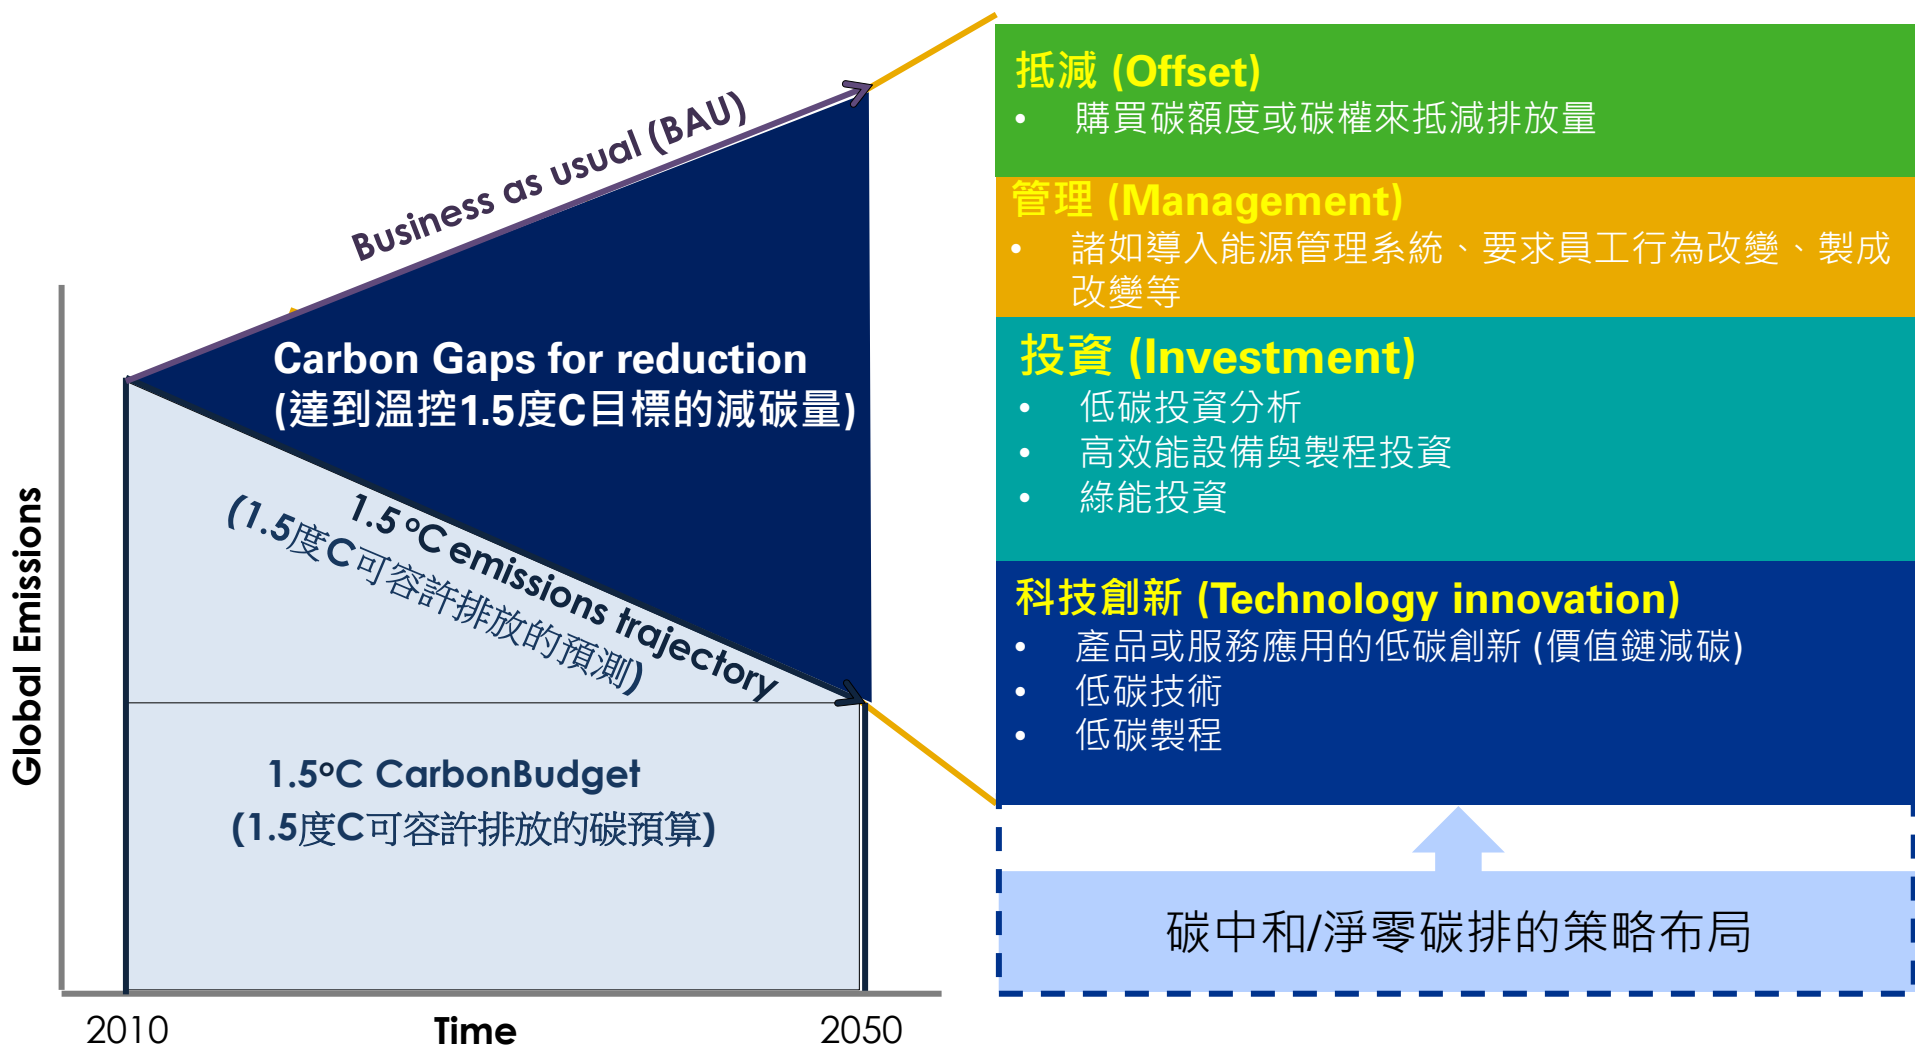 Business as usual (BAU)
Carbon Gaps for reduction
(達到溫控1.5度C目標的減碳量)
1.5 °C emissions trajectory
(1.5度C可容許排放的預測)
1.5°C CarbonBudget
(1.5度C可容許排放的碳預算)
Global Emissions
2010
Time
2050
抵減 (Offset)
• 購買碳額度或碳權來抵減排放量
管理 (Management)
• 諸如導入能源管理系統、要求員工行為改變、製成
改變等
投資 (Investment)
• 低碳投資分析
• 高效能設備與製程投資
• 綠能投資
科技創新 (Technology innovation)
• 產品或服務應用的低碳創新 (價值鏈減碳)
• 低碳技術
• 低碳製程
碳中和/淨零碳排的策略布局